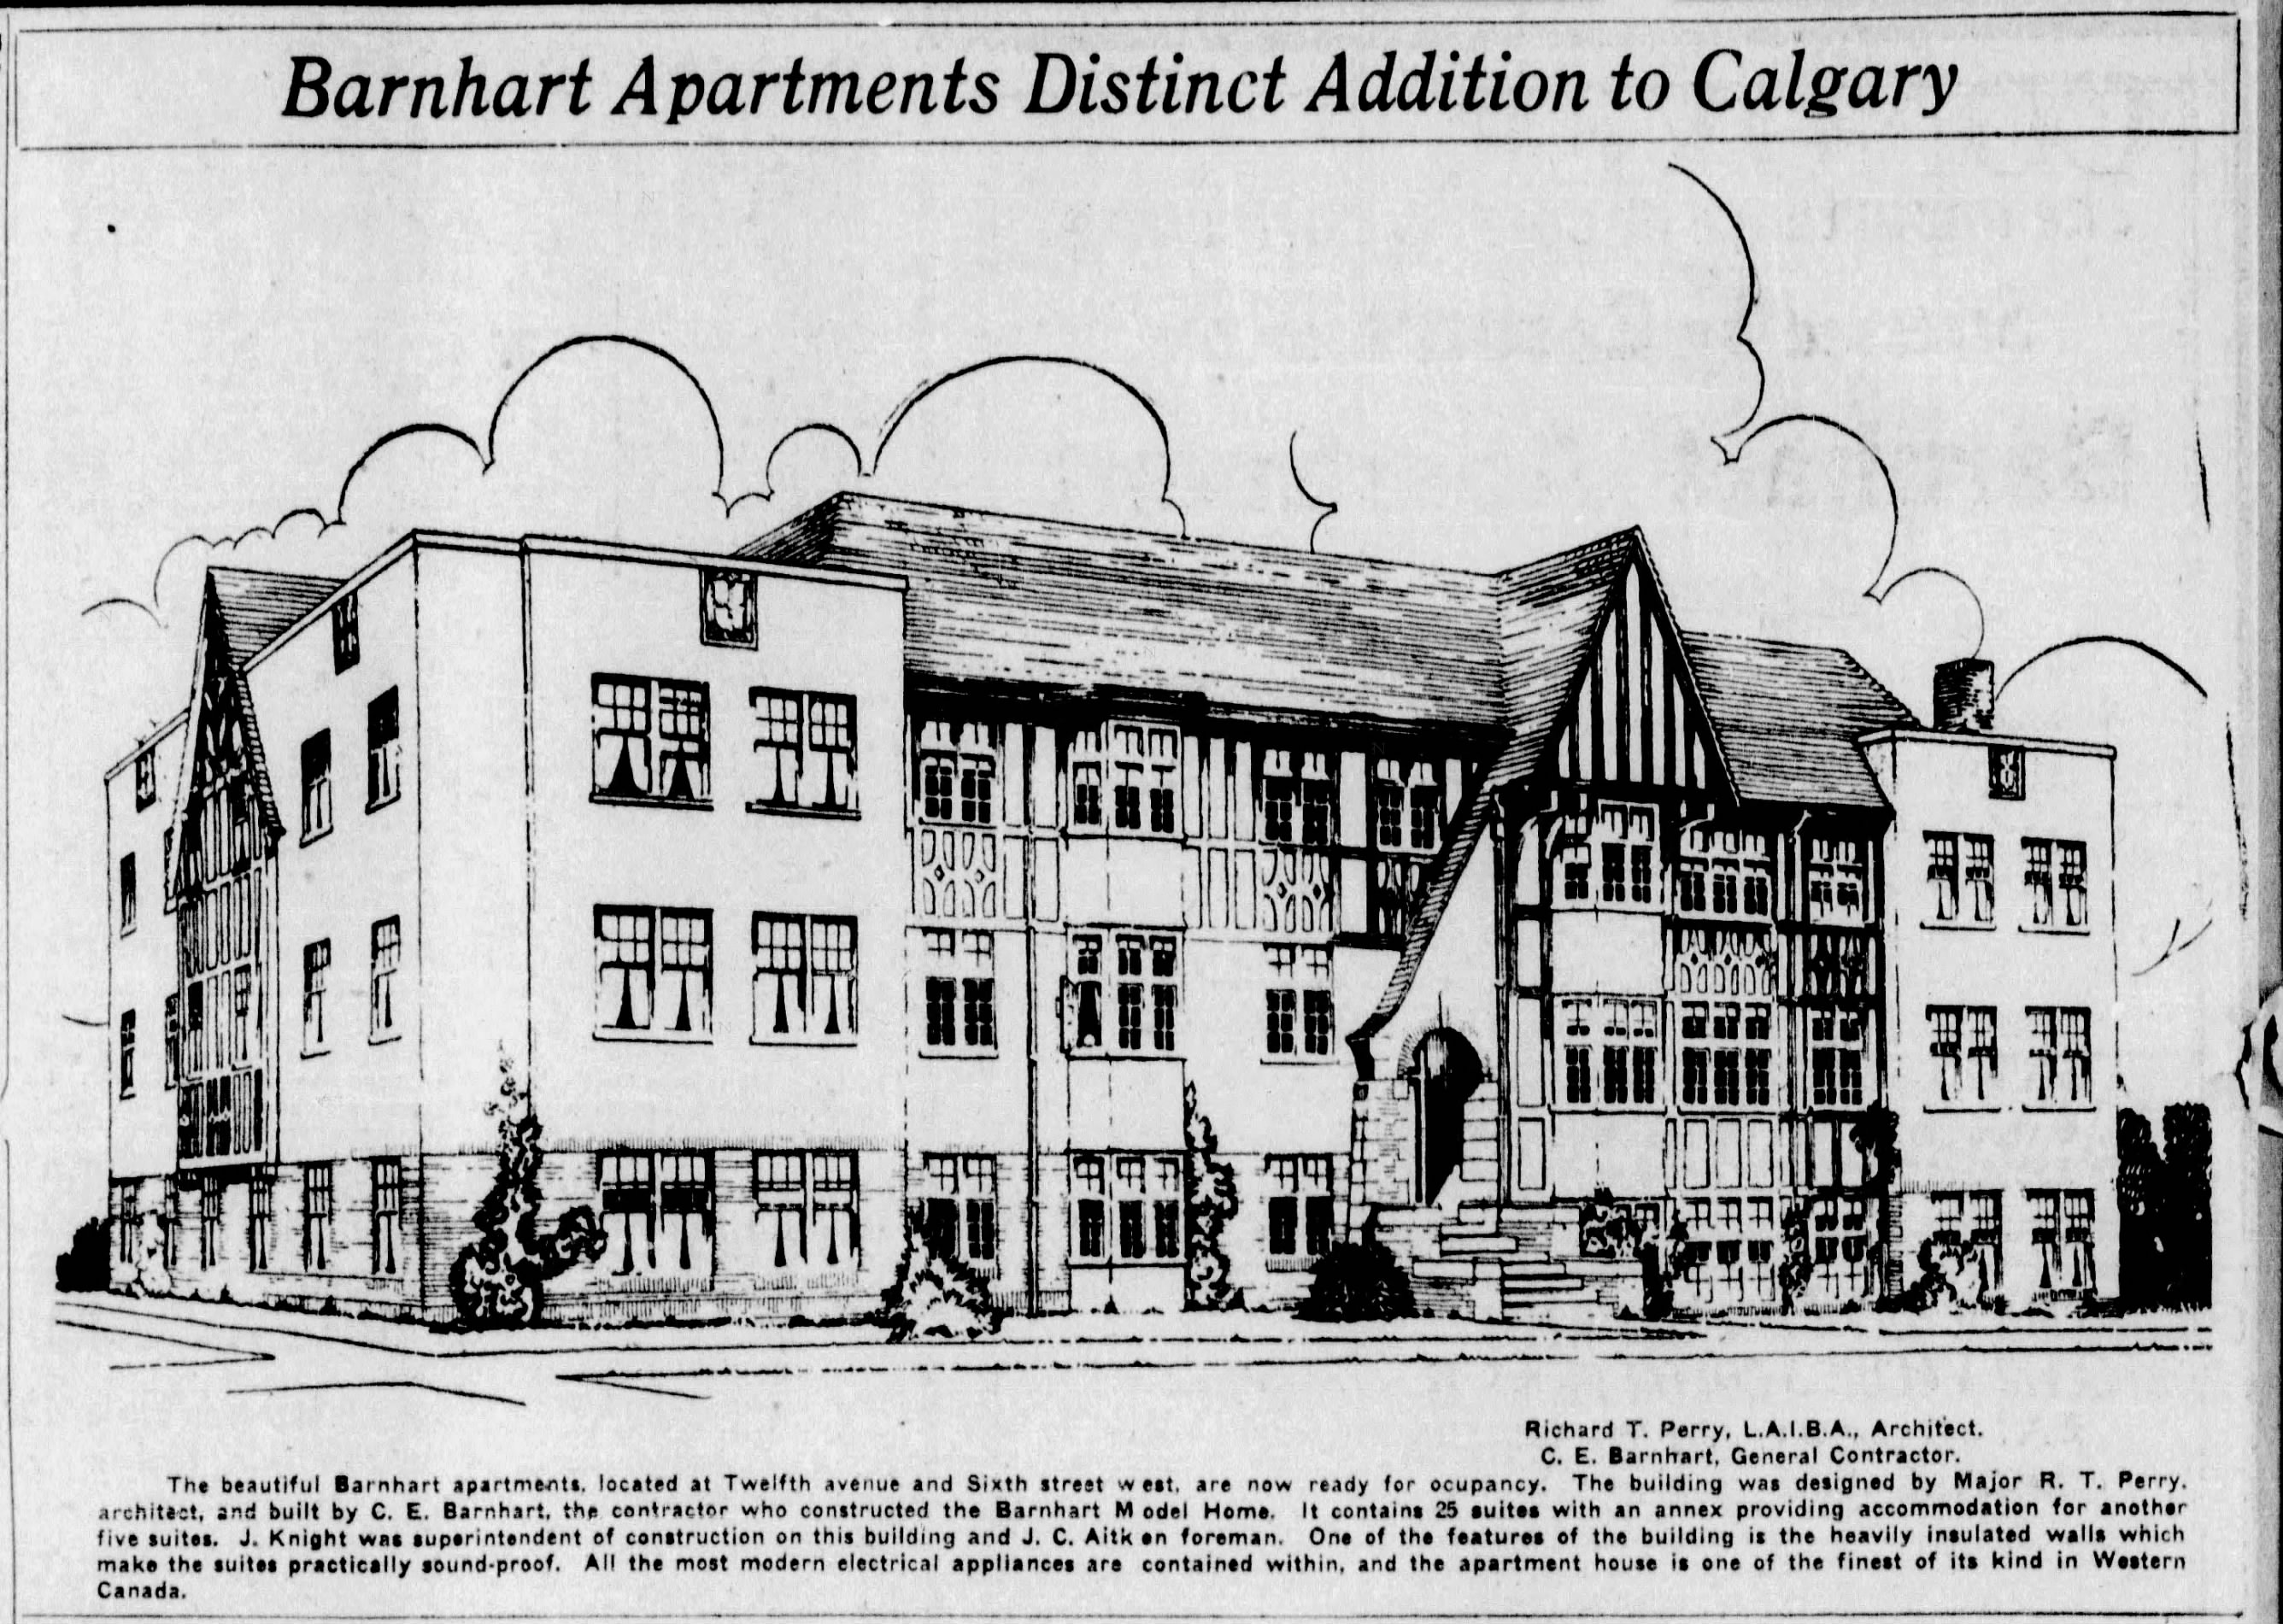 Barnhart Apartments Distinct Addition to Calgary
Richard T. Perry, L.A.I.B.A., Architect.
C. E. Barnhart, General Contractor.
The beautiful Barnhart apartments, located at Twelfth avenue and Sixth street west, are now ready for ocupancy. The building was designed by Major R. T. Perry,
architect, and built by C. E. Barnhart, the contractor who constructed the Barnhart Model Home. It contains 25 suites with an annex providing accommodation for another
five suites. J. Knight was superintendent of construction on this building and J. C. Aitken foreman. One of the features of the building is the heavily insulated walls which
make the suites practically sound-proof. All the most modern electrical appliances are contained within, and the apartment house is one of the finest of its kind in Western
Canada.